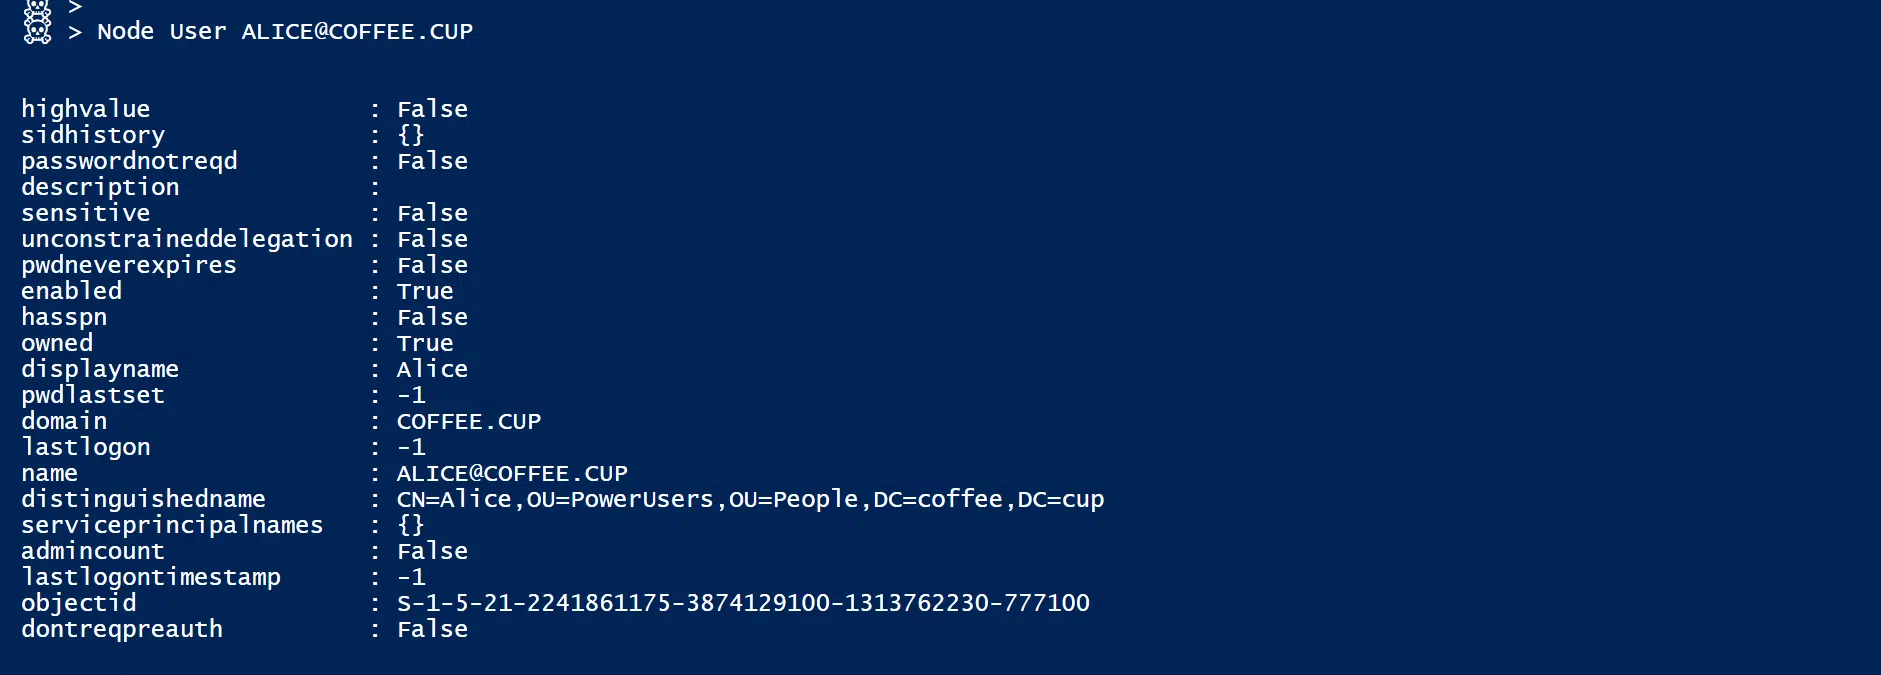 >
> Node User ALICE@COFFEE.CUP
highvalue : False
sidhistory : {}
passwordnotreqd : False
description :
sensitive : False
unconstraineddelegation : False
pwdneverexpires : False
enabled : True
hasspn : False
owned : True
displayname : Alice
pwdlastset : -1
domain : COFFEE.CUP
lastlogon : -1
name : ALICE@COFFEE.CUP
distinguishedname : CN=Alice,OU=PowerUsers,OU=People,DC=coffee,DC=cup
serviceprincipalnames : {}
admincount : False
lastlogontimestamp : -1
objectid : S-1-5-21-2241861175-3874129100-1313762230-777100
dontreqpreauth : False